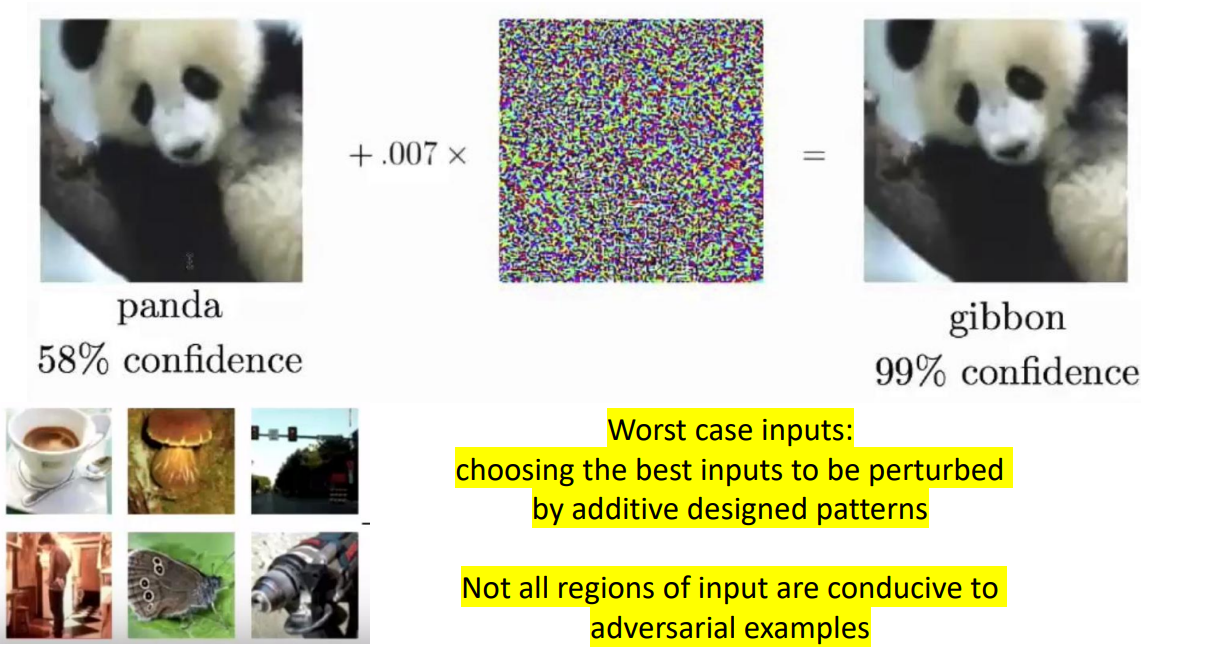 + .007 ×
=
panda
58% confidence
gibbon
99% confidence
Worst case inputs:
choosing the best inputs to be perturbed
by additive designed patterns
Not all regions of input are conducive to
adversarial examples